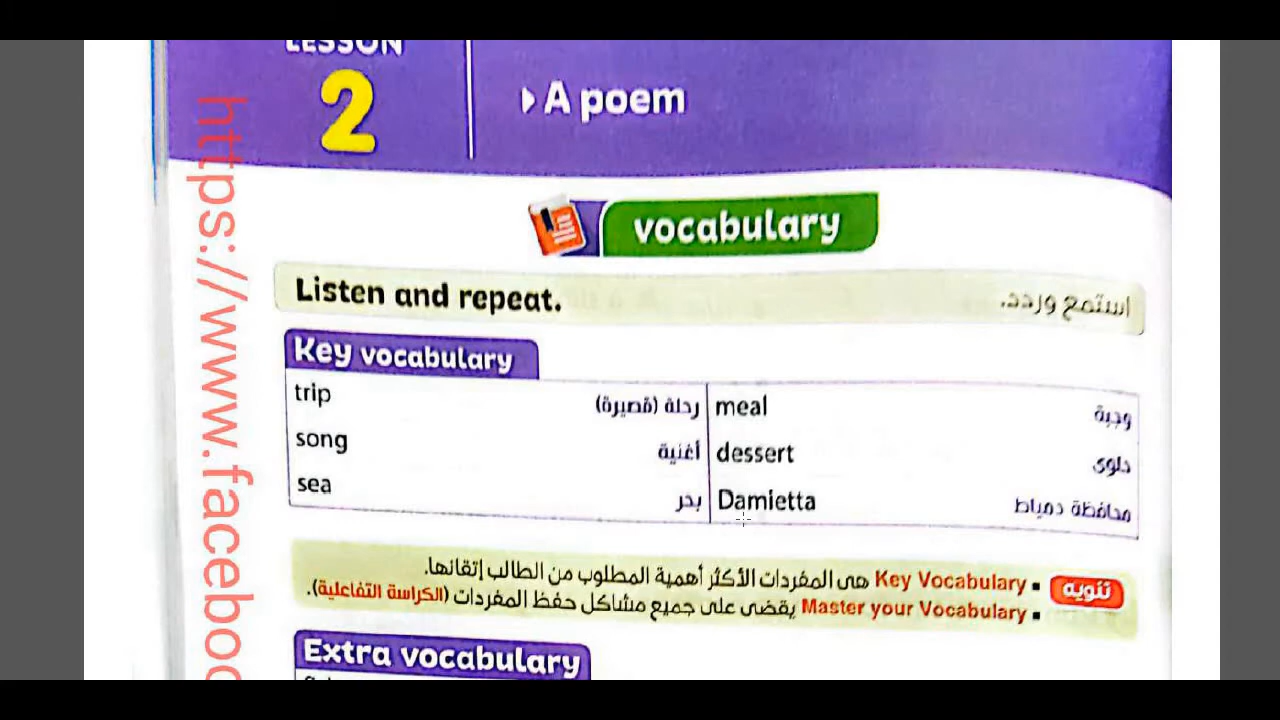 LESSON
2
A poem
vocabulary
Listen and repeat. استمع وردد.
Key vocabulary
trip رحلة (قصيرة) meal وجبة
song أغنية dessert حلوى
sea بحر Damietta محافظة دمياط
تنويه ▪ Key Vocabulary هى المفردات الأكثر أهمية المطلوب من الطالب إتقانها.
▪ Master your Vocabulary يقضى على جميع مشاكل حفظ المفردات (الكراسة التفاعلية).
Extra vocabulary
https://www.faceboo